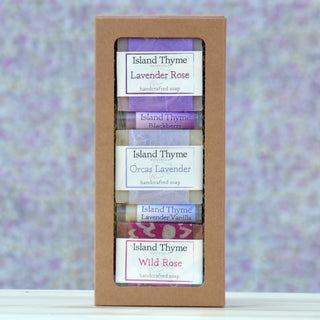 Island Thyme
Lavender Rose
handcrafted soap
Island Thyme
Blackberry
Island Thyme
Orcas Lavender
handcrafted soap
Island Thyme
Lavender Vanilla
Island Thyme
Wild Rose
handcrafted soap